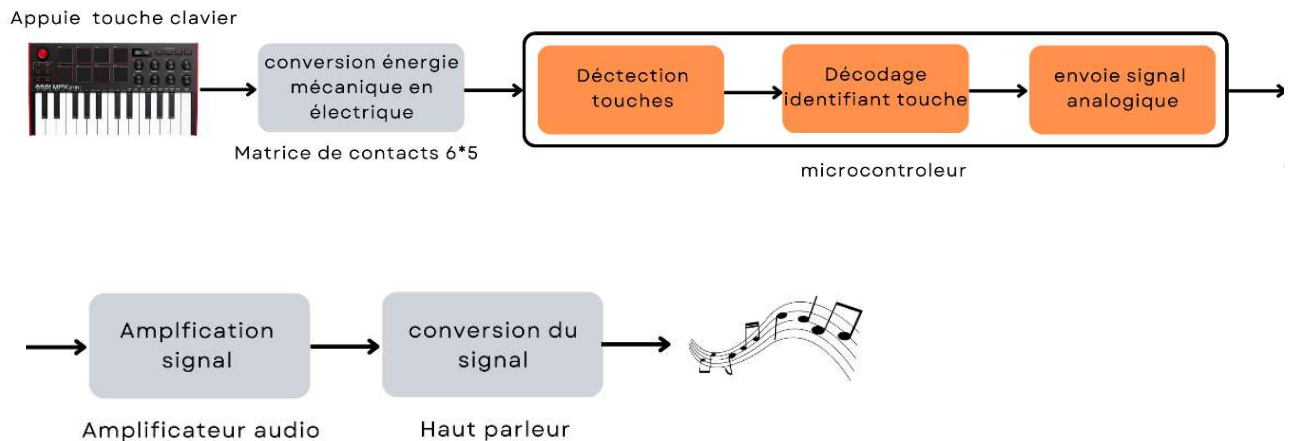 Appuie touche clavier
conversion énergie
mécanique en
électrique
Matrice de contacts 6*5
Déctection
touches
Décodage
identifiant touche
envoie signal
analogique
microcontroleur
Amplfication
signal
Amplificateur audio
conversion du
signal
Haut parleur